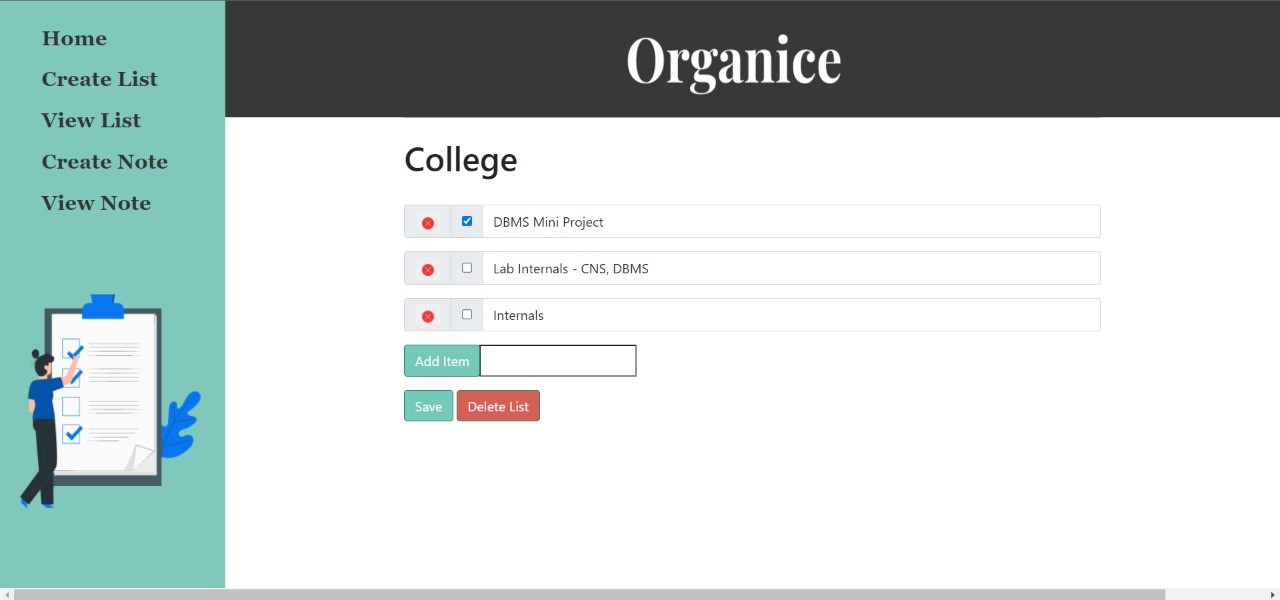 Home
Create List
View List
Create Note
View Note
Organice
College
DBMS Mini Project
Lab Internals - CNS, DBMS
Internals
Add Item
Save Delete List